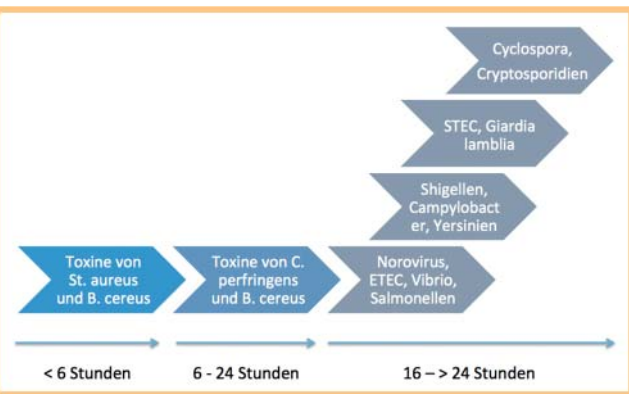 Cyclospora,
Cryptosporidien
STEC, Giardia
lamblia
Shigellen,
Campylobact
er, Yersinien
Toxine von
St. aureus
und B. cereus
Toxine von C.
perfringens
und B. cereus
Norovirus,
ETEC, Vibrio,
Salmonellen
< 6 Stunden
6 - 24 Stunden
16 – > 24 Stunden